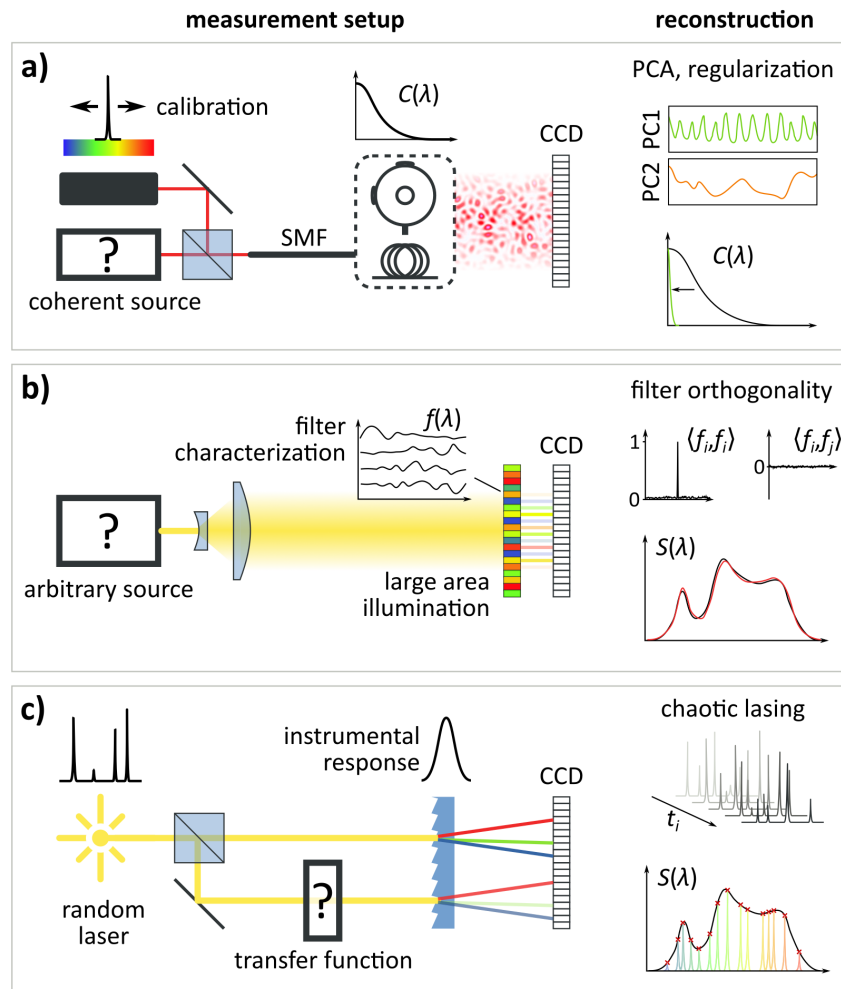 measurement setup
reconstruction
a)
calibration
C(λ)
CCD
SMF
?
coherent source
PCA, regularization
PC1
PC2
C(λ)
b)
filter
characterization
f(λ)
CCD
?
arbitrary source
large area
illumination
filter orthogonality
1
0
⟨fᵢ,fᵢ⟩
0
⟨fᵢ,fⱼ⟩
S(λ)
c)
instrumental
response
CCD
random
laser
?
transfer function
chaotic lasing
tᵢ
S(λ)